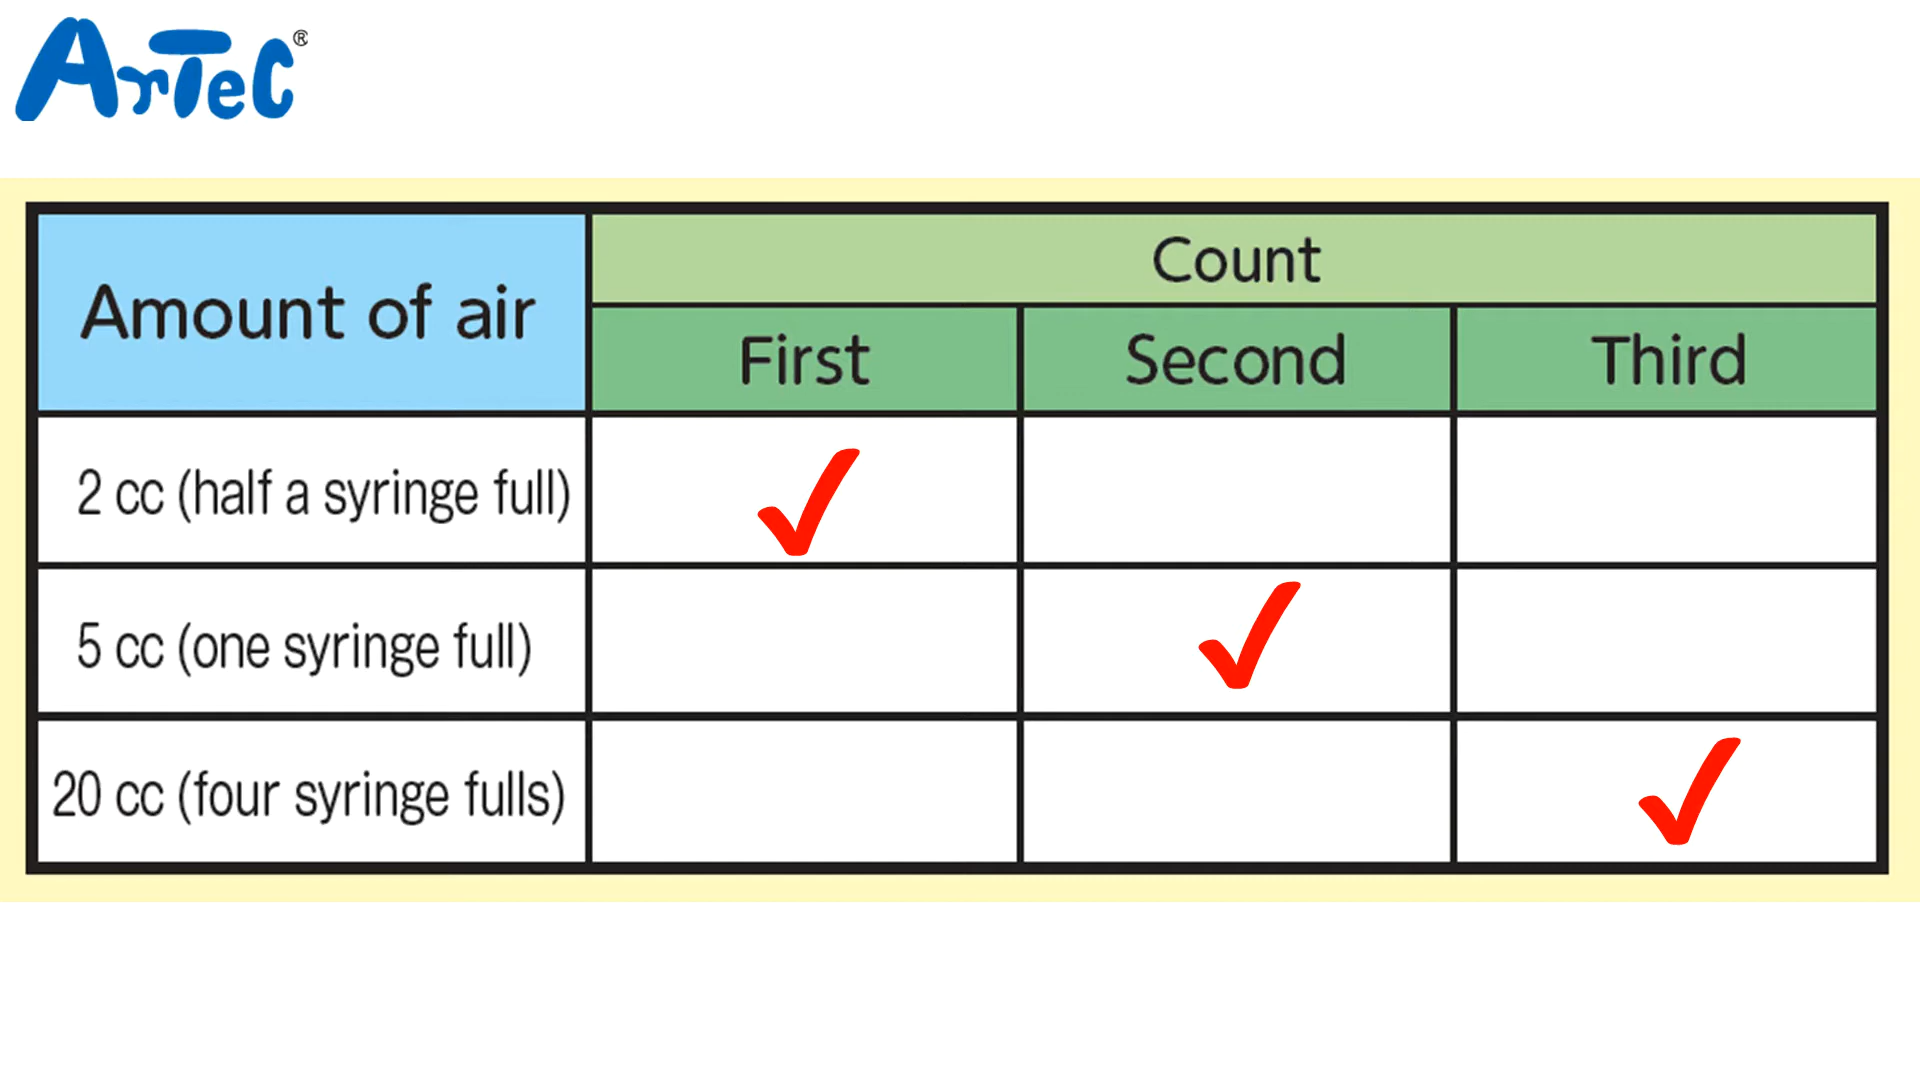 ArTeC®
Count
Amount of air
First Second Third
2 cc (half a syringe full)
5 cc (one syringe full)
20 cc (four syringe fulls)